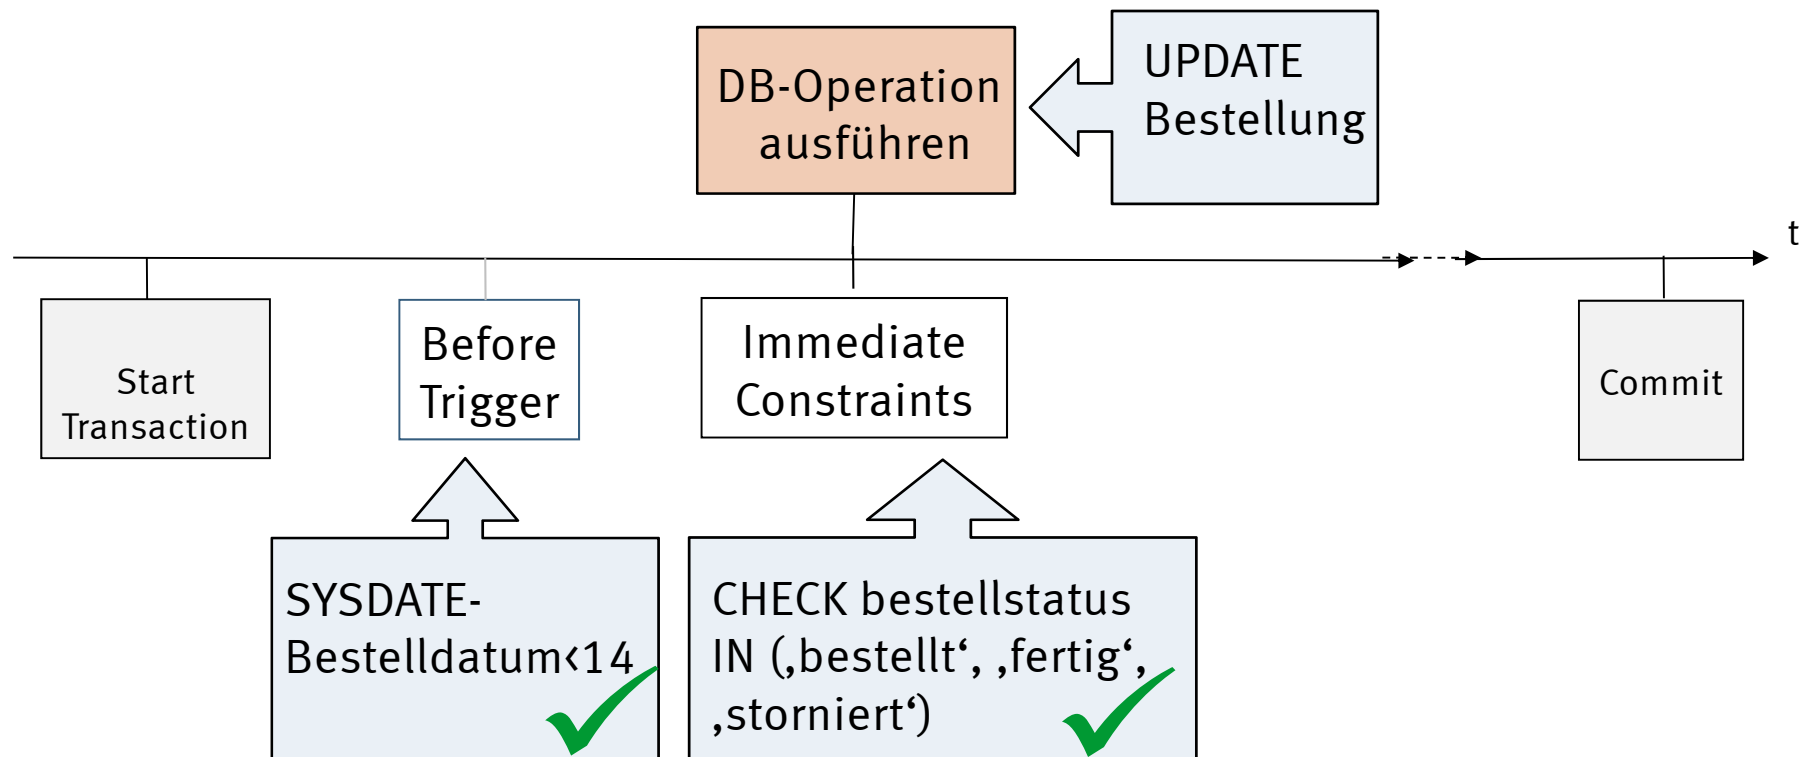 DB-Operation
ausführen
UPDATE
Bestellung
t
Start
Transaction
Before
Trigger
Immediate
Constraints
Commit
SYSDATE-
Bestelldatum<14
CHECK bestellstatus
IN (‚bestellt‘, ‚fertig‘,
‚storniert‘)